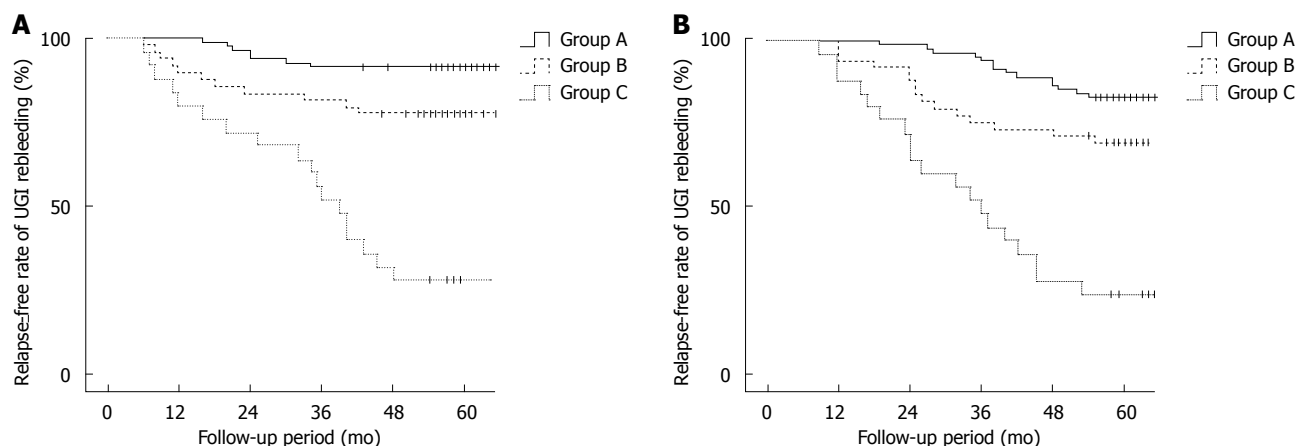 A
Relapse-free rate of UGI rebleeding (%)
100
50
0
0 12 24 36 48 60
Follow-up period (mo)
Group A
Group B
Group C
B
Relapse-free rate of UGI rebleeding (%)
100
50
0
0 12 24 36 48 60
Follow-up period (mo)
Group A
Group B
Group C